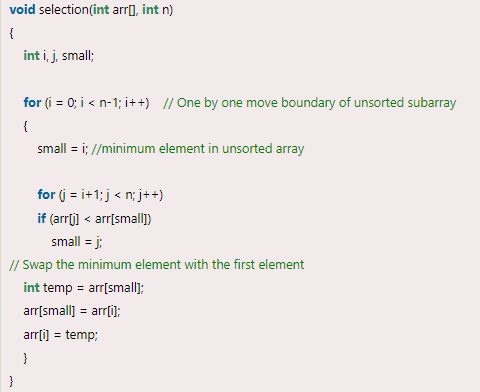 void selection(int arr[], int n)
{
int i, j, small;
for (i = 0; i < n-1; i++) // One by one move boundary of unsorted subarray
{
small = i; //minimum element in unsorted array
for (j = i+1; j < n; j++)
if (arr[j] < arr[small])
small = j;
// Swap the minimum element with the first element
int temp = arr[small];
arr[small] = arr[i];
arr[i] = temp;
}
}